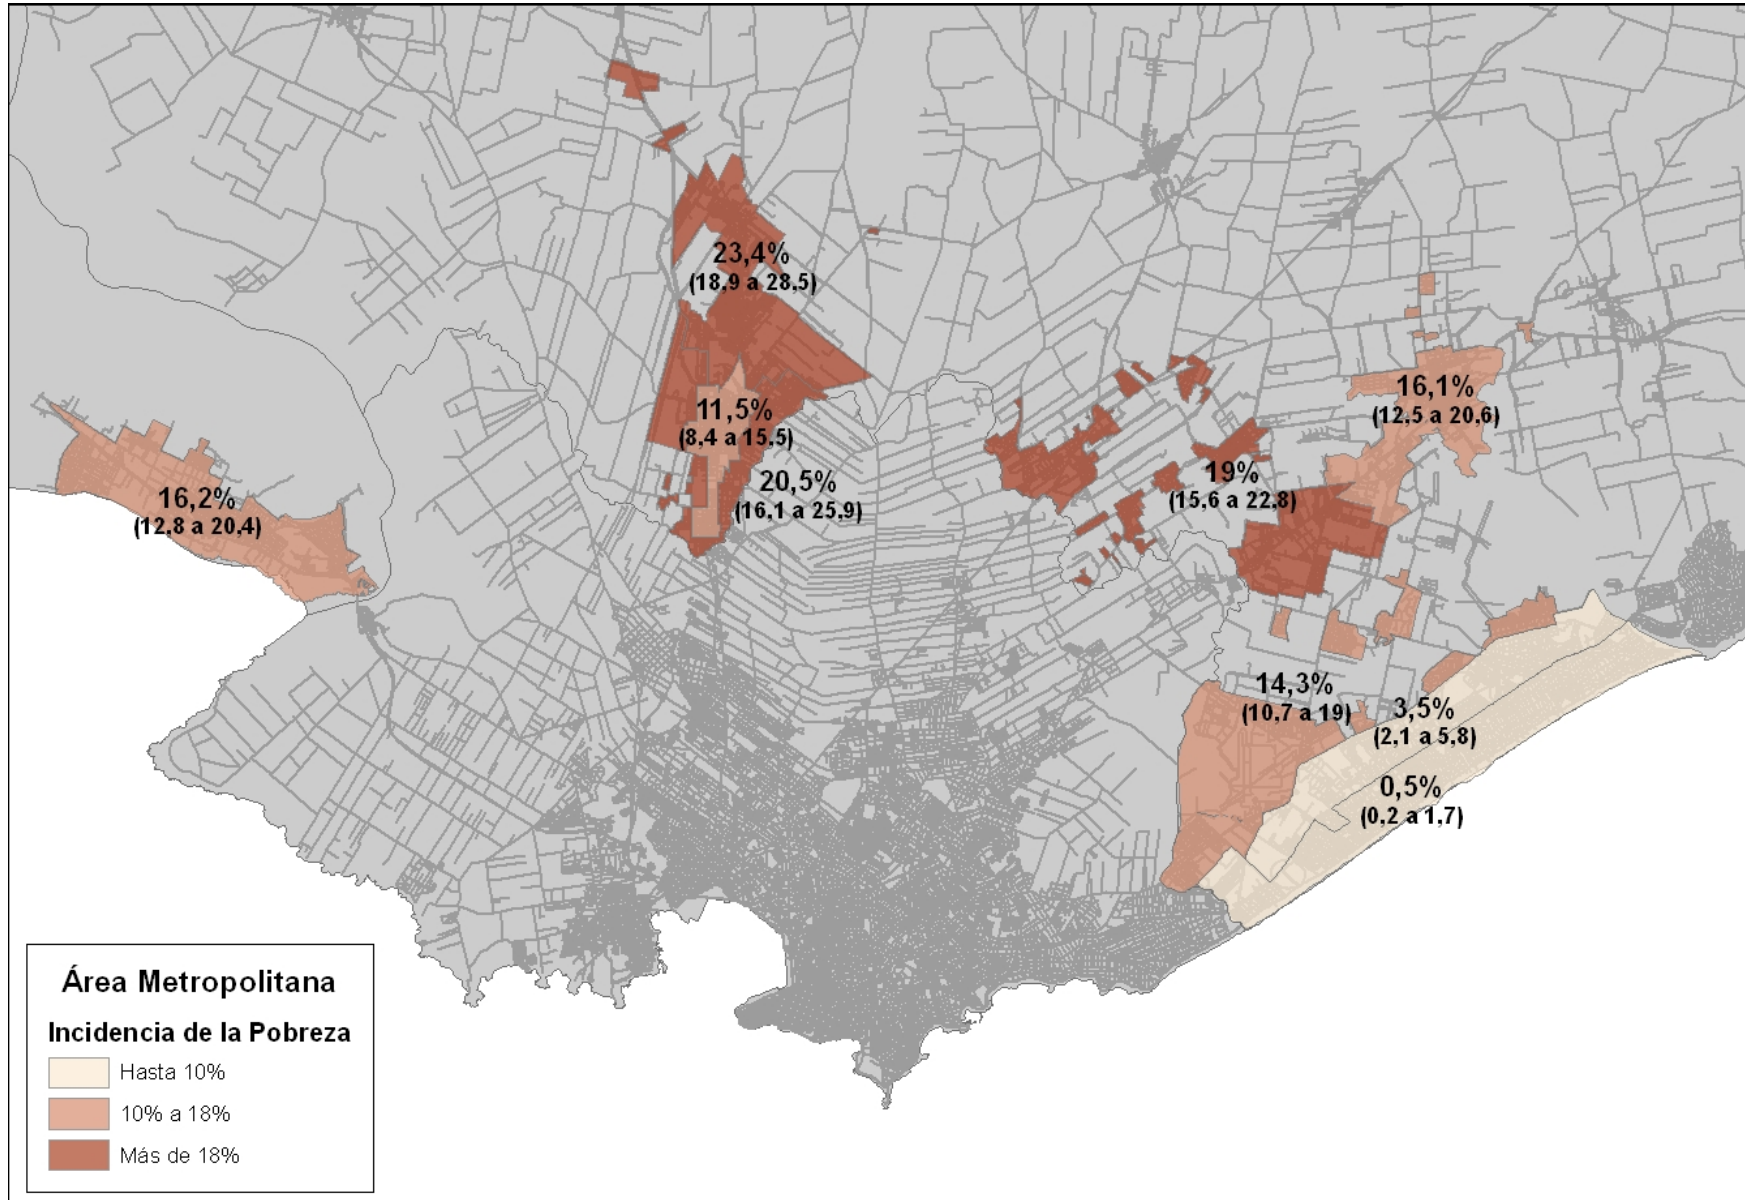 23,4%
(18,9 a 28,5)
16,1%
(12,5 a 20,6)
11,5%
(8,4 a 15,5)
19%
(15,6 a 22,8)
20,5%
(16,1 a 25,9)
16,2%
(12,8 a 20,4)
14,3%
(10,7 a 19)
3,5%
(2,1 a 5,8)
0,5%
(0,2 a 1,7)
Área Metropolitana
Incidencia de la Pobreza
Hasta 10%
10% a 18%
Más de 18%